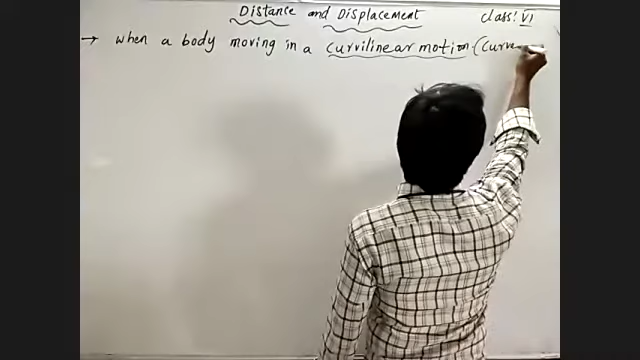 Distance and Displacement
class: VI
→ when a body moving in a curvilinear motion (curve